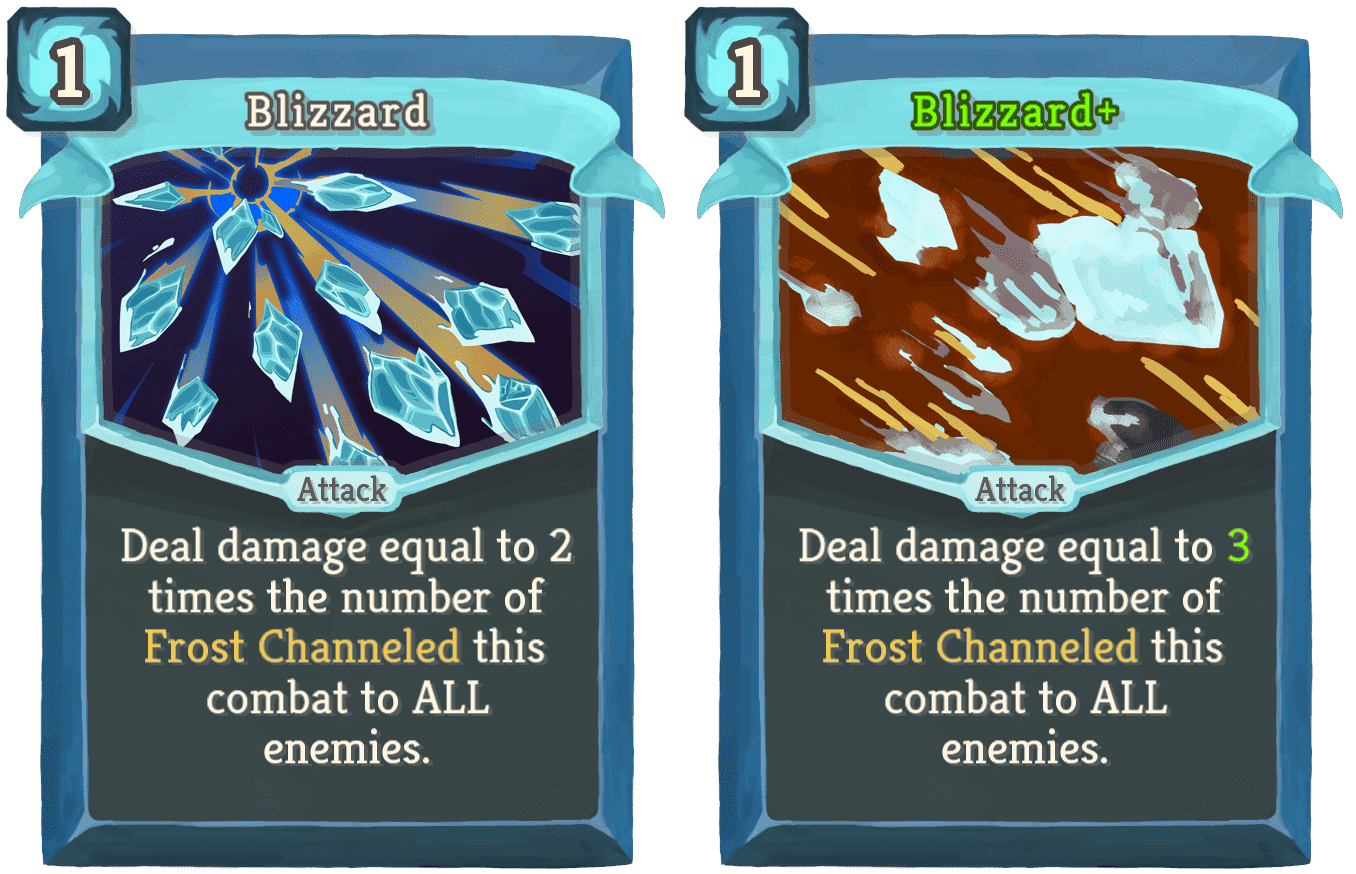 1
Blizzard
Attack
Deal damage equal to 2
times the number of
Frost Channeled this
combat to ALL
enemies.
1
Blizzard+
Attack
Deal damage equal to 3
times the number of
Frost Channeled this
combat to ALL
enemies.